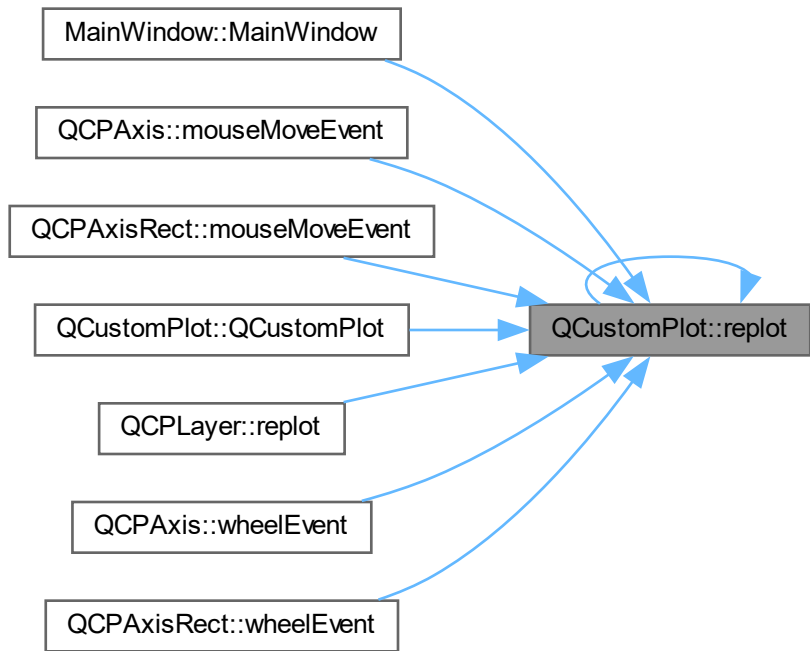 MainWindow::MainWindow
QCPAxis::mouseMoveEvent
QCPAxisRect::mouseMoveEvent
QCustomPlot::QCustomPlot
QCustomPlot::replot
QCPLayer::replot
QCPAxis::wheelEvent
QCPAxisRect::wheelEvent